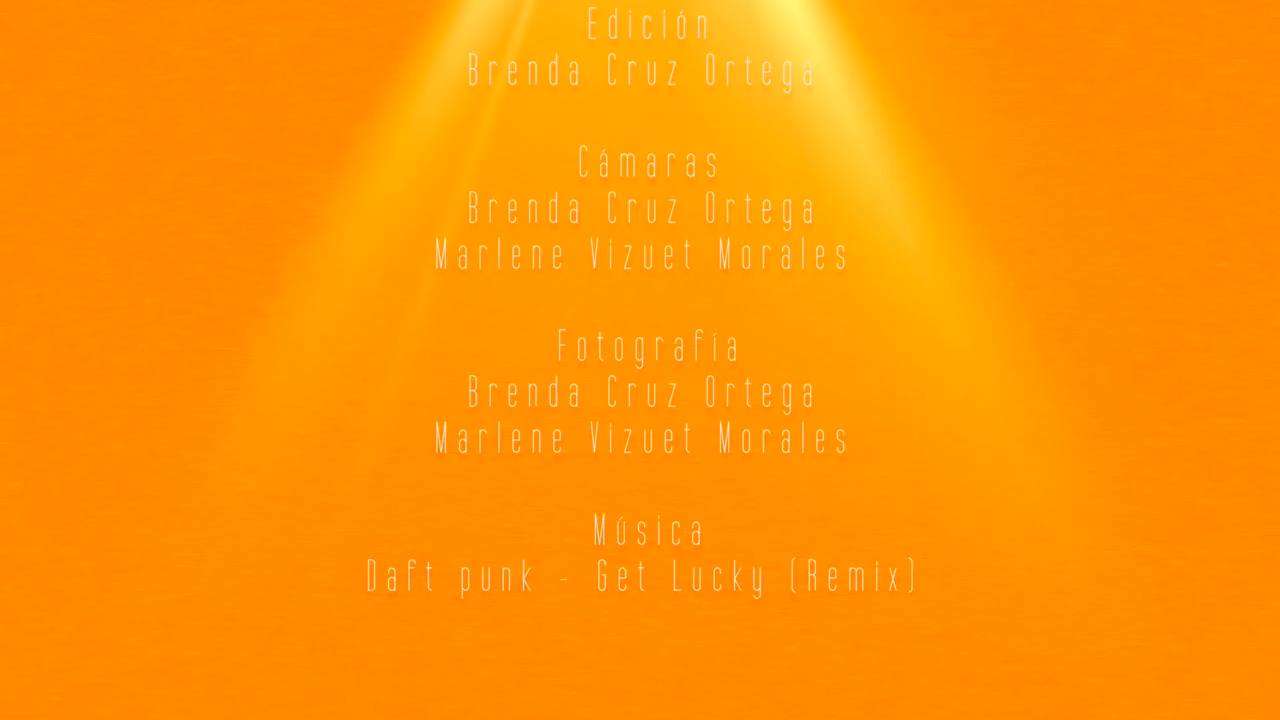 Edición
Brenda Cruz Ortega
Cámaras
Brenda Cruz Ortega
Marlene Vizuet Morales
Fotografía
Brenda Cruz Ortega
Marlene Vizuet Morales
Música
Daft punk - Get Lucky (Remix)